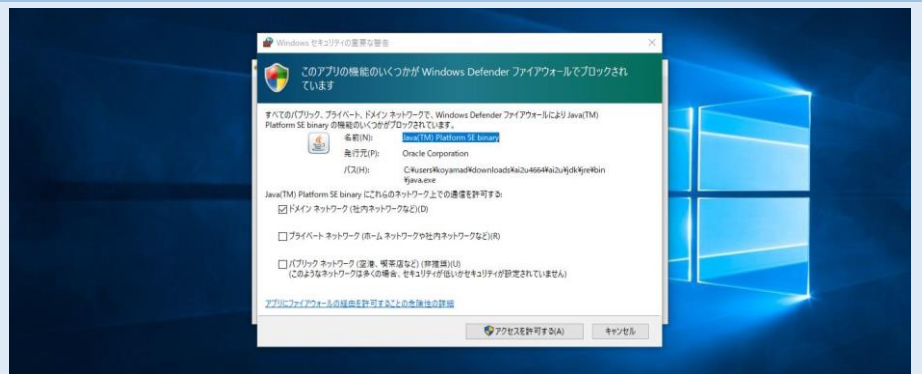 Windows セキュリティの重要な警告
このアプリの機能のいくつかが Windows Defender ファイアウォールでブロックされ
ています
すべてのパブリック、プライベート、ドメイン ネットワークで、Windows Defender ファイアウォールにより Java(TM)
Platform SE binary の機能のいくつかがブロックされています。
名前(N): Java(TM) Platform SE binary
発行元(P): Oracle Corporation
パス(H): C:¥users¥koyamad¥downloads¥ai2u4664¥ai2u¥jdk¥jre¥bin
¥java.exe
Java(TM) Platform SE binary にこれらのネットワーク上での通信を許可する:
ドメイン ネットワーク (社内ネットワークなど)(D)
プライベート ネットワーク (ホーム ネットワークや社内ネットワークなど)(R)
パブリック ネットワーク (空港、喫茶店など) (非推奨)(U)
(このようなネットワークは多くの場合、セキュリティが低いかセキュリティが設定されていません)
アプリにファイアウォールの経由を許可することの危険性の詳細
アクセスを許可する(A) キャンセル